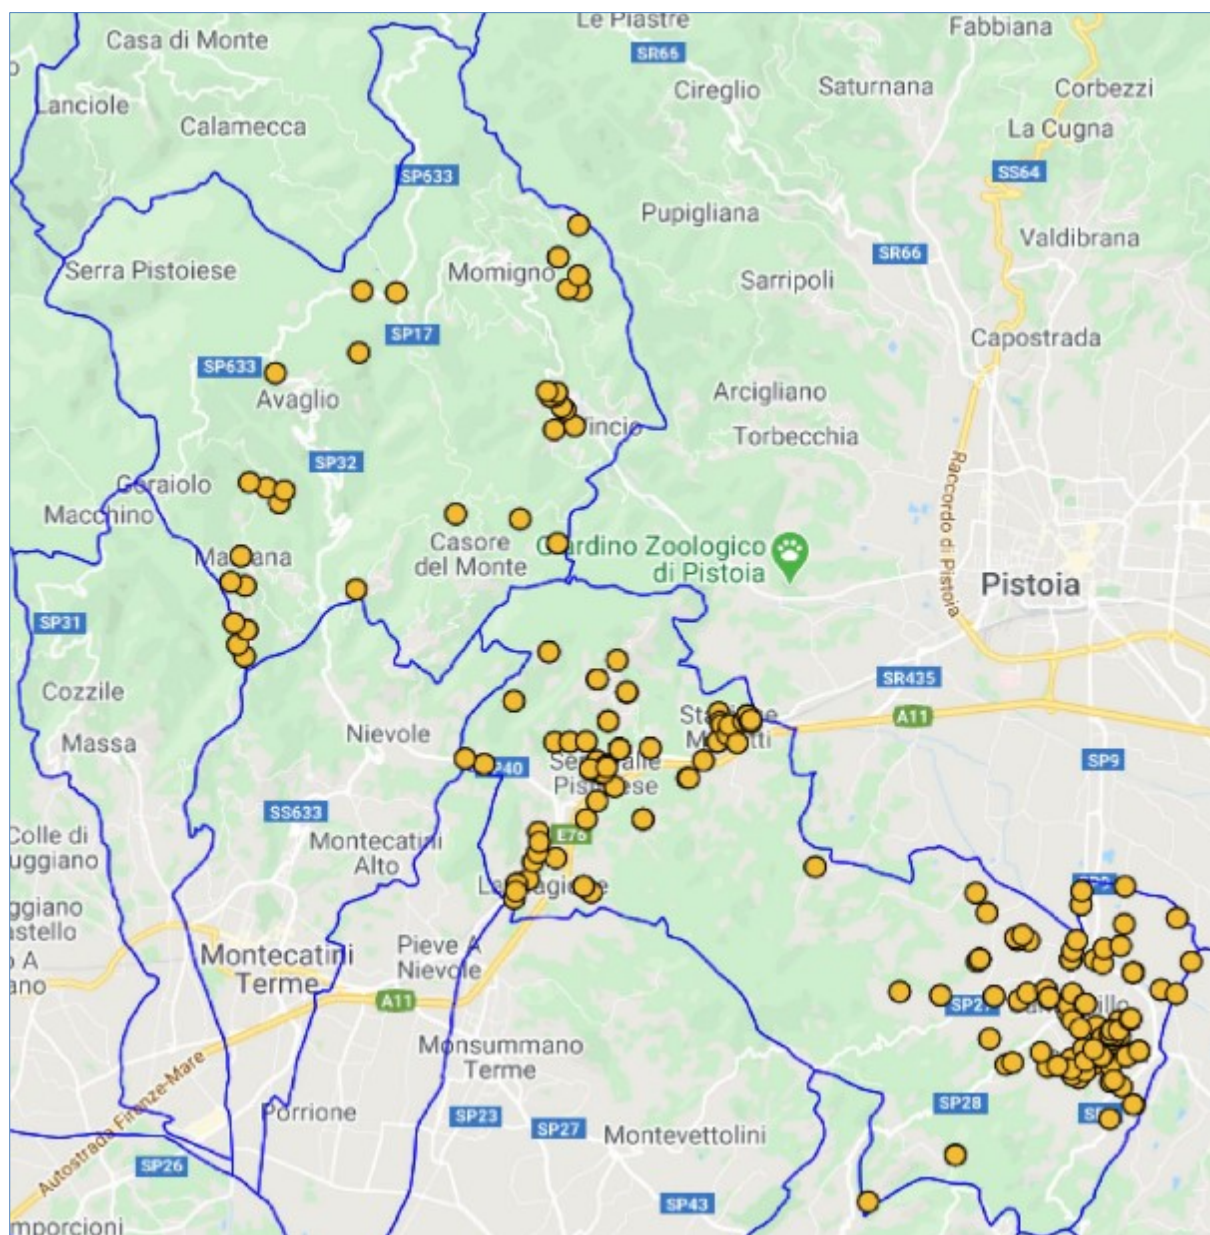 Le Piastre
Fabbiana
Casa di Monte
SR66
Cireglio
Saturnana
Corbezzi
Lanciole
Calamecca
La Cugna
SP633
SS64
Pupigliana
Valdibrana
SR66
Serra Pistoiese
Momigno
Sarripoli
SP17
Capostrada
SP633
Avaglio
Arcigliano
Torbecchia
SP32
Raccordo di Pistoia
Macchino
Casore
del Monte
Giardino Zoologico
di Pistoia
Pistoia
SP31
SR435
Cozzile
A11
Nievole
Massa
SP9
SS633
Colle di
Montecatini
Alto
E76
Pieve A
Nievole
Montecatini
Terme
A11
SP27
Monsummano
Terme
Autostrada Firenze-Mare
Porrione
SP23
SP27
SP28
Montevettolini
SP26
SP43